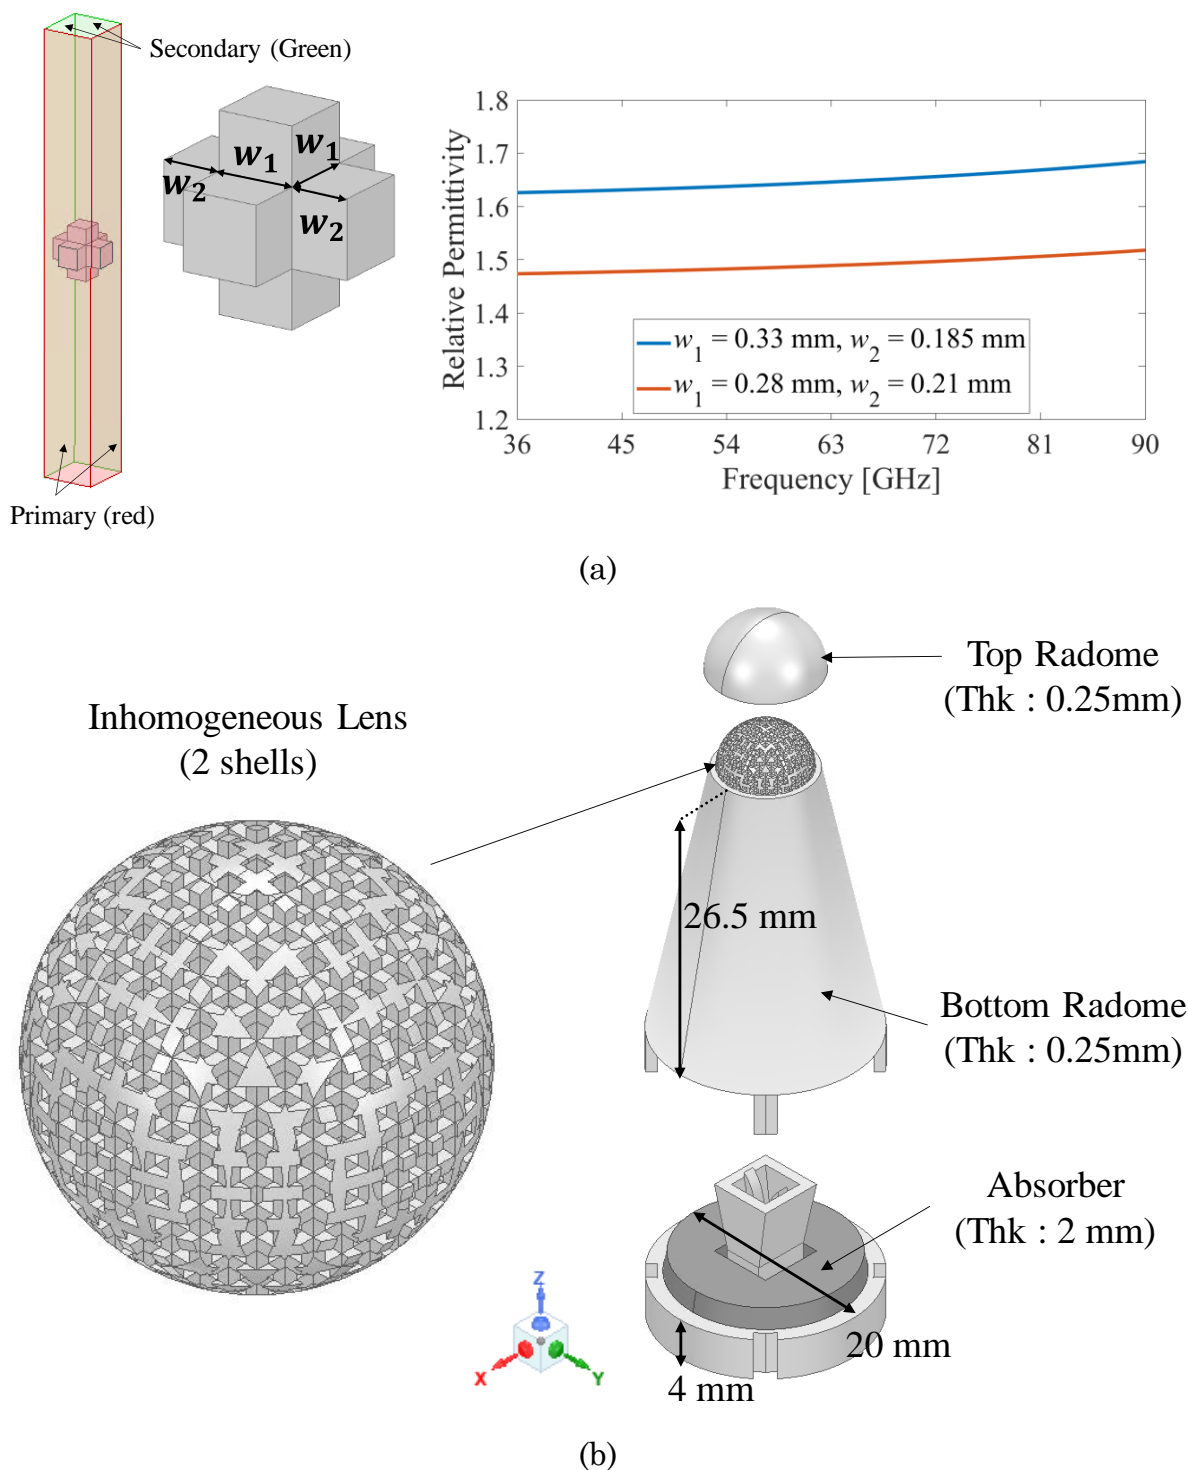 Secondary (Green)
w1
w1
w2
w2
Primary (red)
Relative Permittivity
1.8
1.7
1.6
1.5
1.4
1.3
1.2
w1 = 0.33 mm, w2 = 0.185 mm
w1 = 0.28 mm, w2 = 0.21 mm
36 45 54 63 72 81 90
Frequency [GHz]
(a)
Inhomogeneous Lens
(2 shells)
Top Radome
(Thk : 0.25mm)
26.5 mm
Bottom Radome
(Thk : 0.25mm)
Absorber
(Thk : 2 mm)
20 mm
4 mm
Z
X
Y
(b)